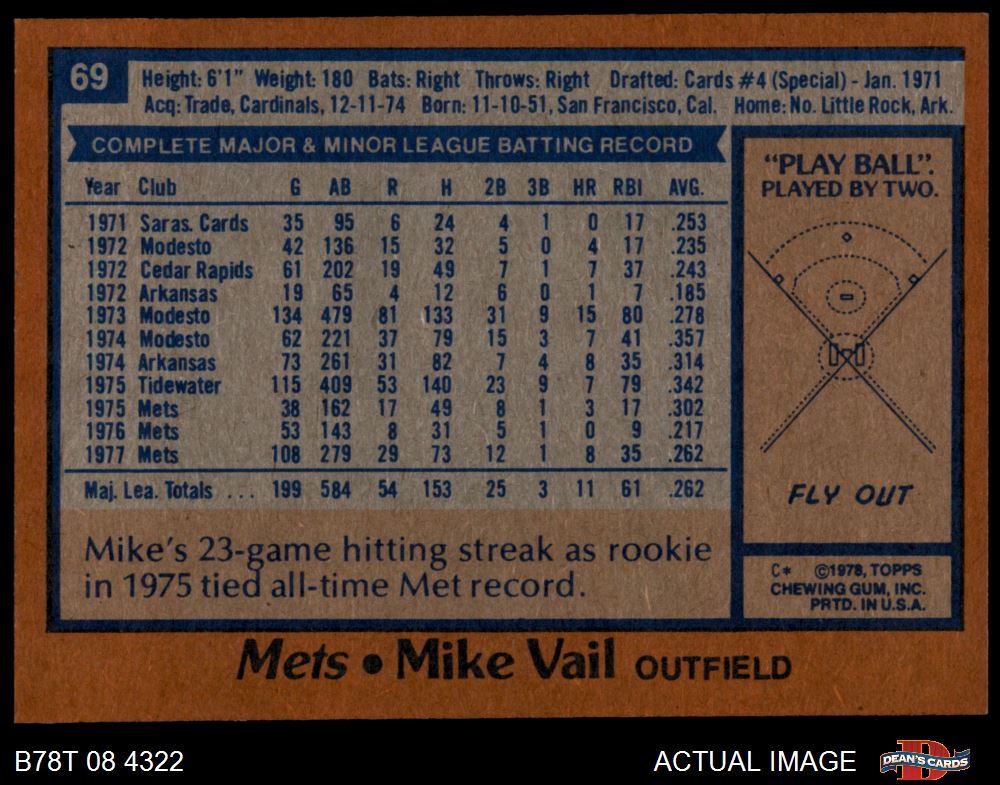 69
Height: 6'1" Weight: 180 Bats: Right Throws: Right Drafted: Cards #4 (Special) - Jan. 1971
Acq: Trade, Cardinals, 12-11-74 Born: 11-10-51, San Francisco, Cal. Home: No. Little Rock, Ark.
COMPLETE MAJOR & MINOR LEAGUE BATTING RECORD
Year Club G AB R H 2B 3B HR RBI AVG.
1971 Saras. Cards 35 95 6 24 4 1 0 17 .253
1972 Modesto 42 136 15 32 5 0 4 17 .235
1972 Cedar Rapids 61 202 19 49 7 1 7 37 .243
1972 Arkansas 19 65 4 12 6 0 1 7 .185
1973 Modesto 134 479 81 133 31 9 15 80 .278
1974 Modesto 62 221 37 79 15 3 7 41 .357
1974 Arkansas 73 261 31 82 7 4 8 35 .314
1975 Tidewater 115 409 53 140 23 9 7 79 .342
1975 Mets 38 162 17 49 8 1 3 17 .302
1976 Mets 53 143 8 31 5 1 0 9 .217
1977 Mets 108 279 29 73 12 1 8 35 .262
Maj. Lea. Totals ... 199 584 54 153 25 3 11 61 .262
Mike's 23-game hitting streak as rookie
in 1975 tied all-time Met record.
"PLAY BALL".
PLAYED BY TWO.
FLY OUT
C* ©1978, TOPPS
CHEWING GUM, INC.
PRTD. IN U.S.A.
Mets • Mike Vail OUTFIELD
B78T 08 4322
ACTUAL IMAGE
DEAN'S CARDS